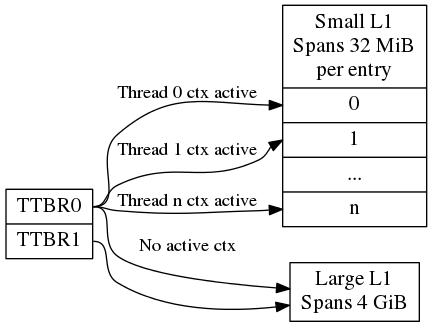 Small L1
Spans 32 MiB
per entry
Thread 0 ctx active
0
Thread 1 ctx active
1
...
Thread n ctx active
n
TTBR0
TTBR1
No active ctx
Large L1
Spans 4 GiB